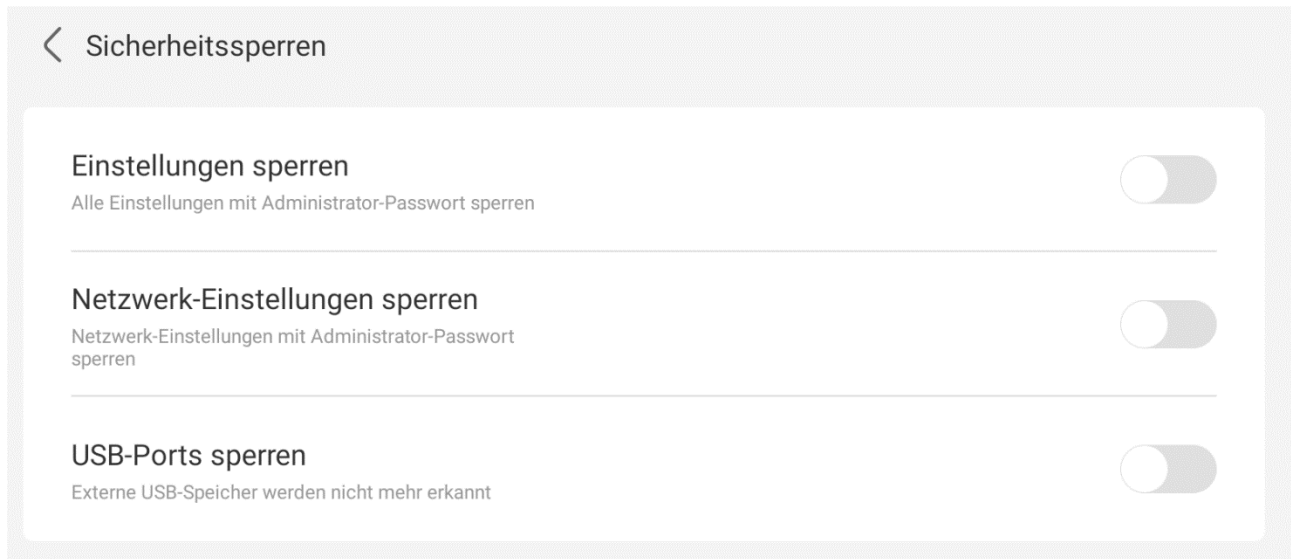 Sicherheitssperren
Einstellungen sperren
Alle Einstellungen mit Administrator-Passwort sperren
Netzwerk-Einstellungen sperren
Netzwerk-Einstellungen mit Administrator-Passwort
sperren
USB-Ports sperren
Externe USB-Speicher werden nicht mehr erkannt